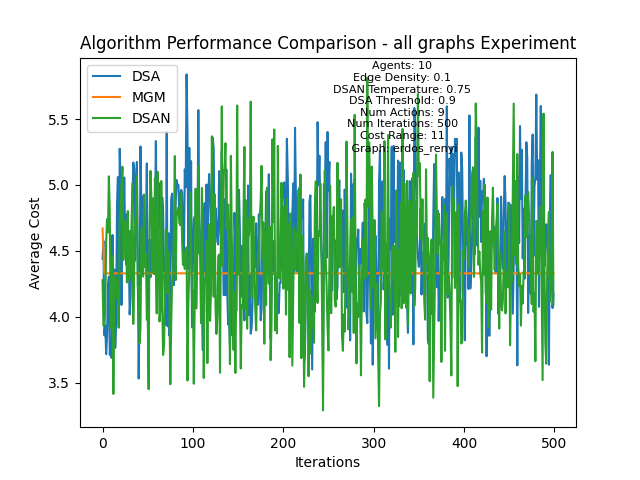 Algorithm Performance Comparison - all graphs Experiment
DSA
MGM
DSAN
Agents: 10
Edge Density: 0.1
DSAN Temperature: 0.75
DSA Threshold: 0.9
Num Actions: 9
Num Iterations: 500
Cost Range: 11
Graph: erdos_renyi
Average Cost
5.5
5.0
4.5
4.0
3.5
0
100
200
300
400
500
Iterations